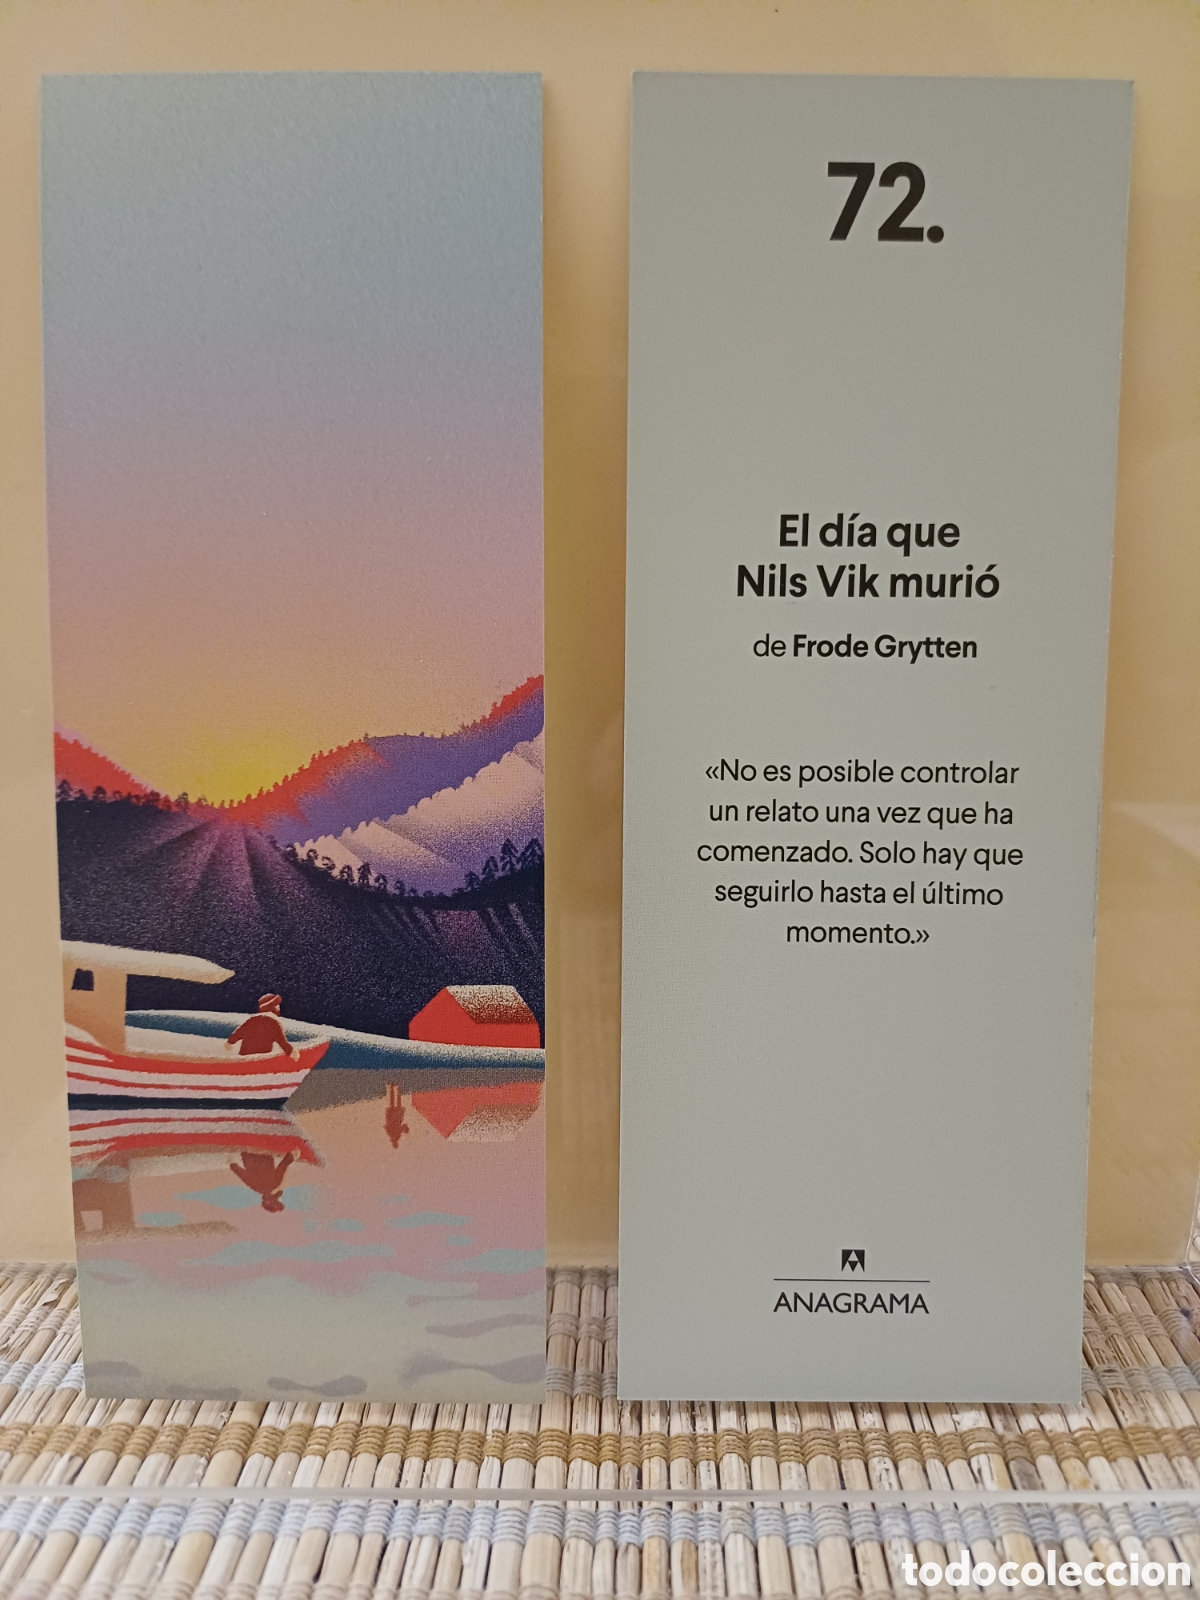 72.
El día que
Nils Vik murió
de Frode Grytten
«No es posible controlar
un relato una vez que ha
comenzado. Solo hay que
seguirlo hasta el último
momento.»
ANAGRAMA
todocoleccion